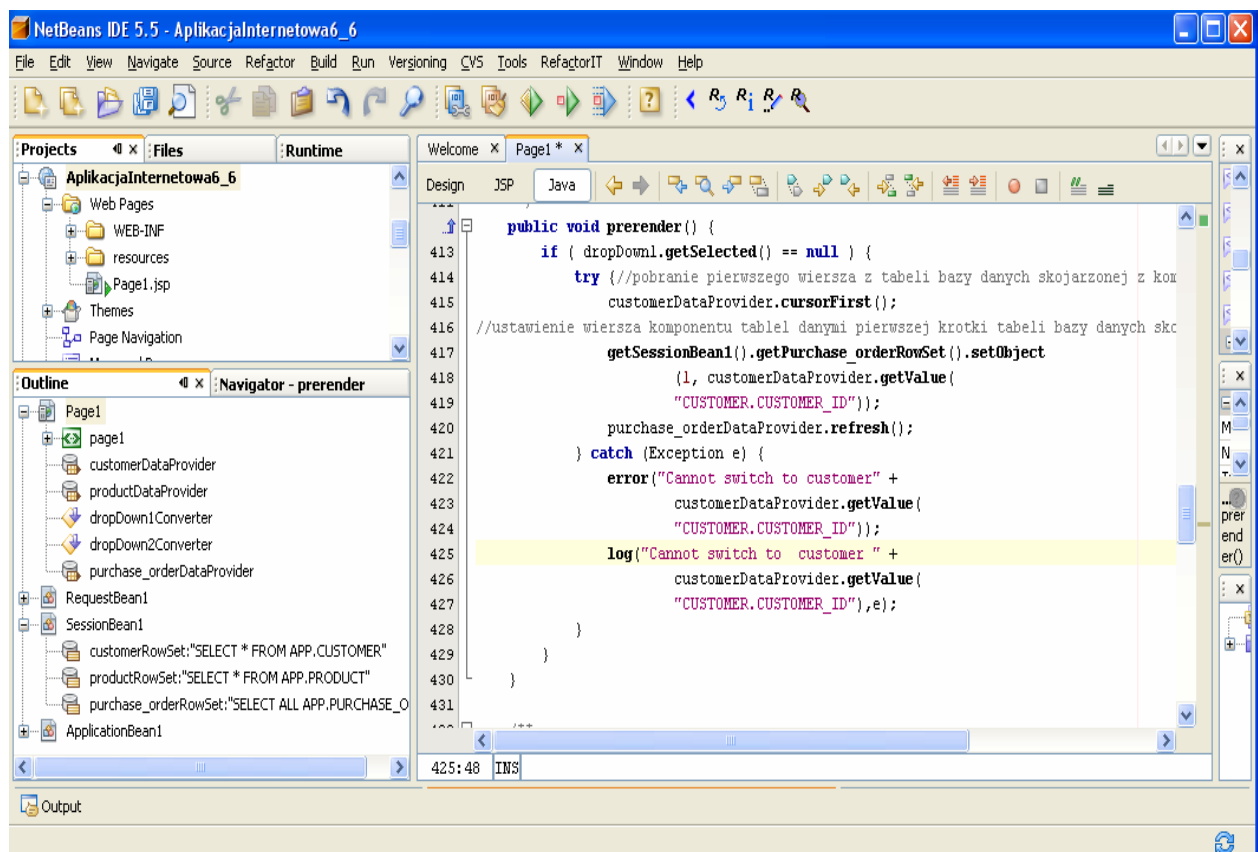 NetBeans IDE 5.5 - AplikacjaInternetowa6_6
File Edit View Navigate Source Refactor Build Run Versioning CVS Tools RefactorIT Window Help
Projects
Files
Runtime
AplikacjaInternetowa6_6
Web Pages
WEB-INF
resources
Page1.jsp
Themes
Page Navigation
Outline
Navigator - prerender
Page1
page1
customerDataProvider
productDataProvider
dropDown1Converter
dropDown2Converter
purchase_orderDataProvider
RequestBean1
SessionBean1
customerRowSet:"SELECT * FROM APP.CUSTOMER"
productRowSet:"SELECT * FROM APP.PRODUCT"
purchase_orderRowSet:"SELECT ALL APP.PURCHASE_O
ApplicationBean1
Welcome Page1 *
Design JSP Java
public void prerender() {
413 if ( dropDown1.getSelected() == null ) {
414 try {//pobranie pierwszego wiersza z tabeli bazy danych skojarzonej z kom
415 customerDataProvider.cursorFirst();
416 //ustawienie wiersza komponentu table1 danymi pierwszej krotki tabeli bazy danych sko
417 getSessionBean1().getPurchase_orderRowSet().setObject
418 (1, customerDataProvider.getValue(
419 "CUSTOMER.CUSTOMER_ID"));
420 purchase_orderDataProvider.refresh();
421 } catch (Exception e) {
422 error("Cannot switch to customer" +
423 customerDataProvider.getValue(
424 "CUSTOMER.CUSTOMER_ID"));
425 log("Cannot switch to  customer " +
426 customerDataProvider.getValue(
427 "CUSTOMER.CUSTOMER_ID"),e);
428 }
429 }
430 }
431
/**
425:48 INS
M
N
prer
end
er()
Output